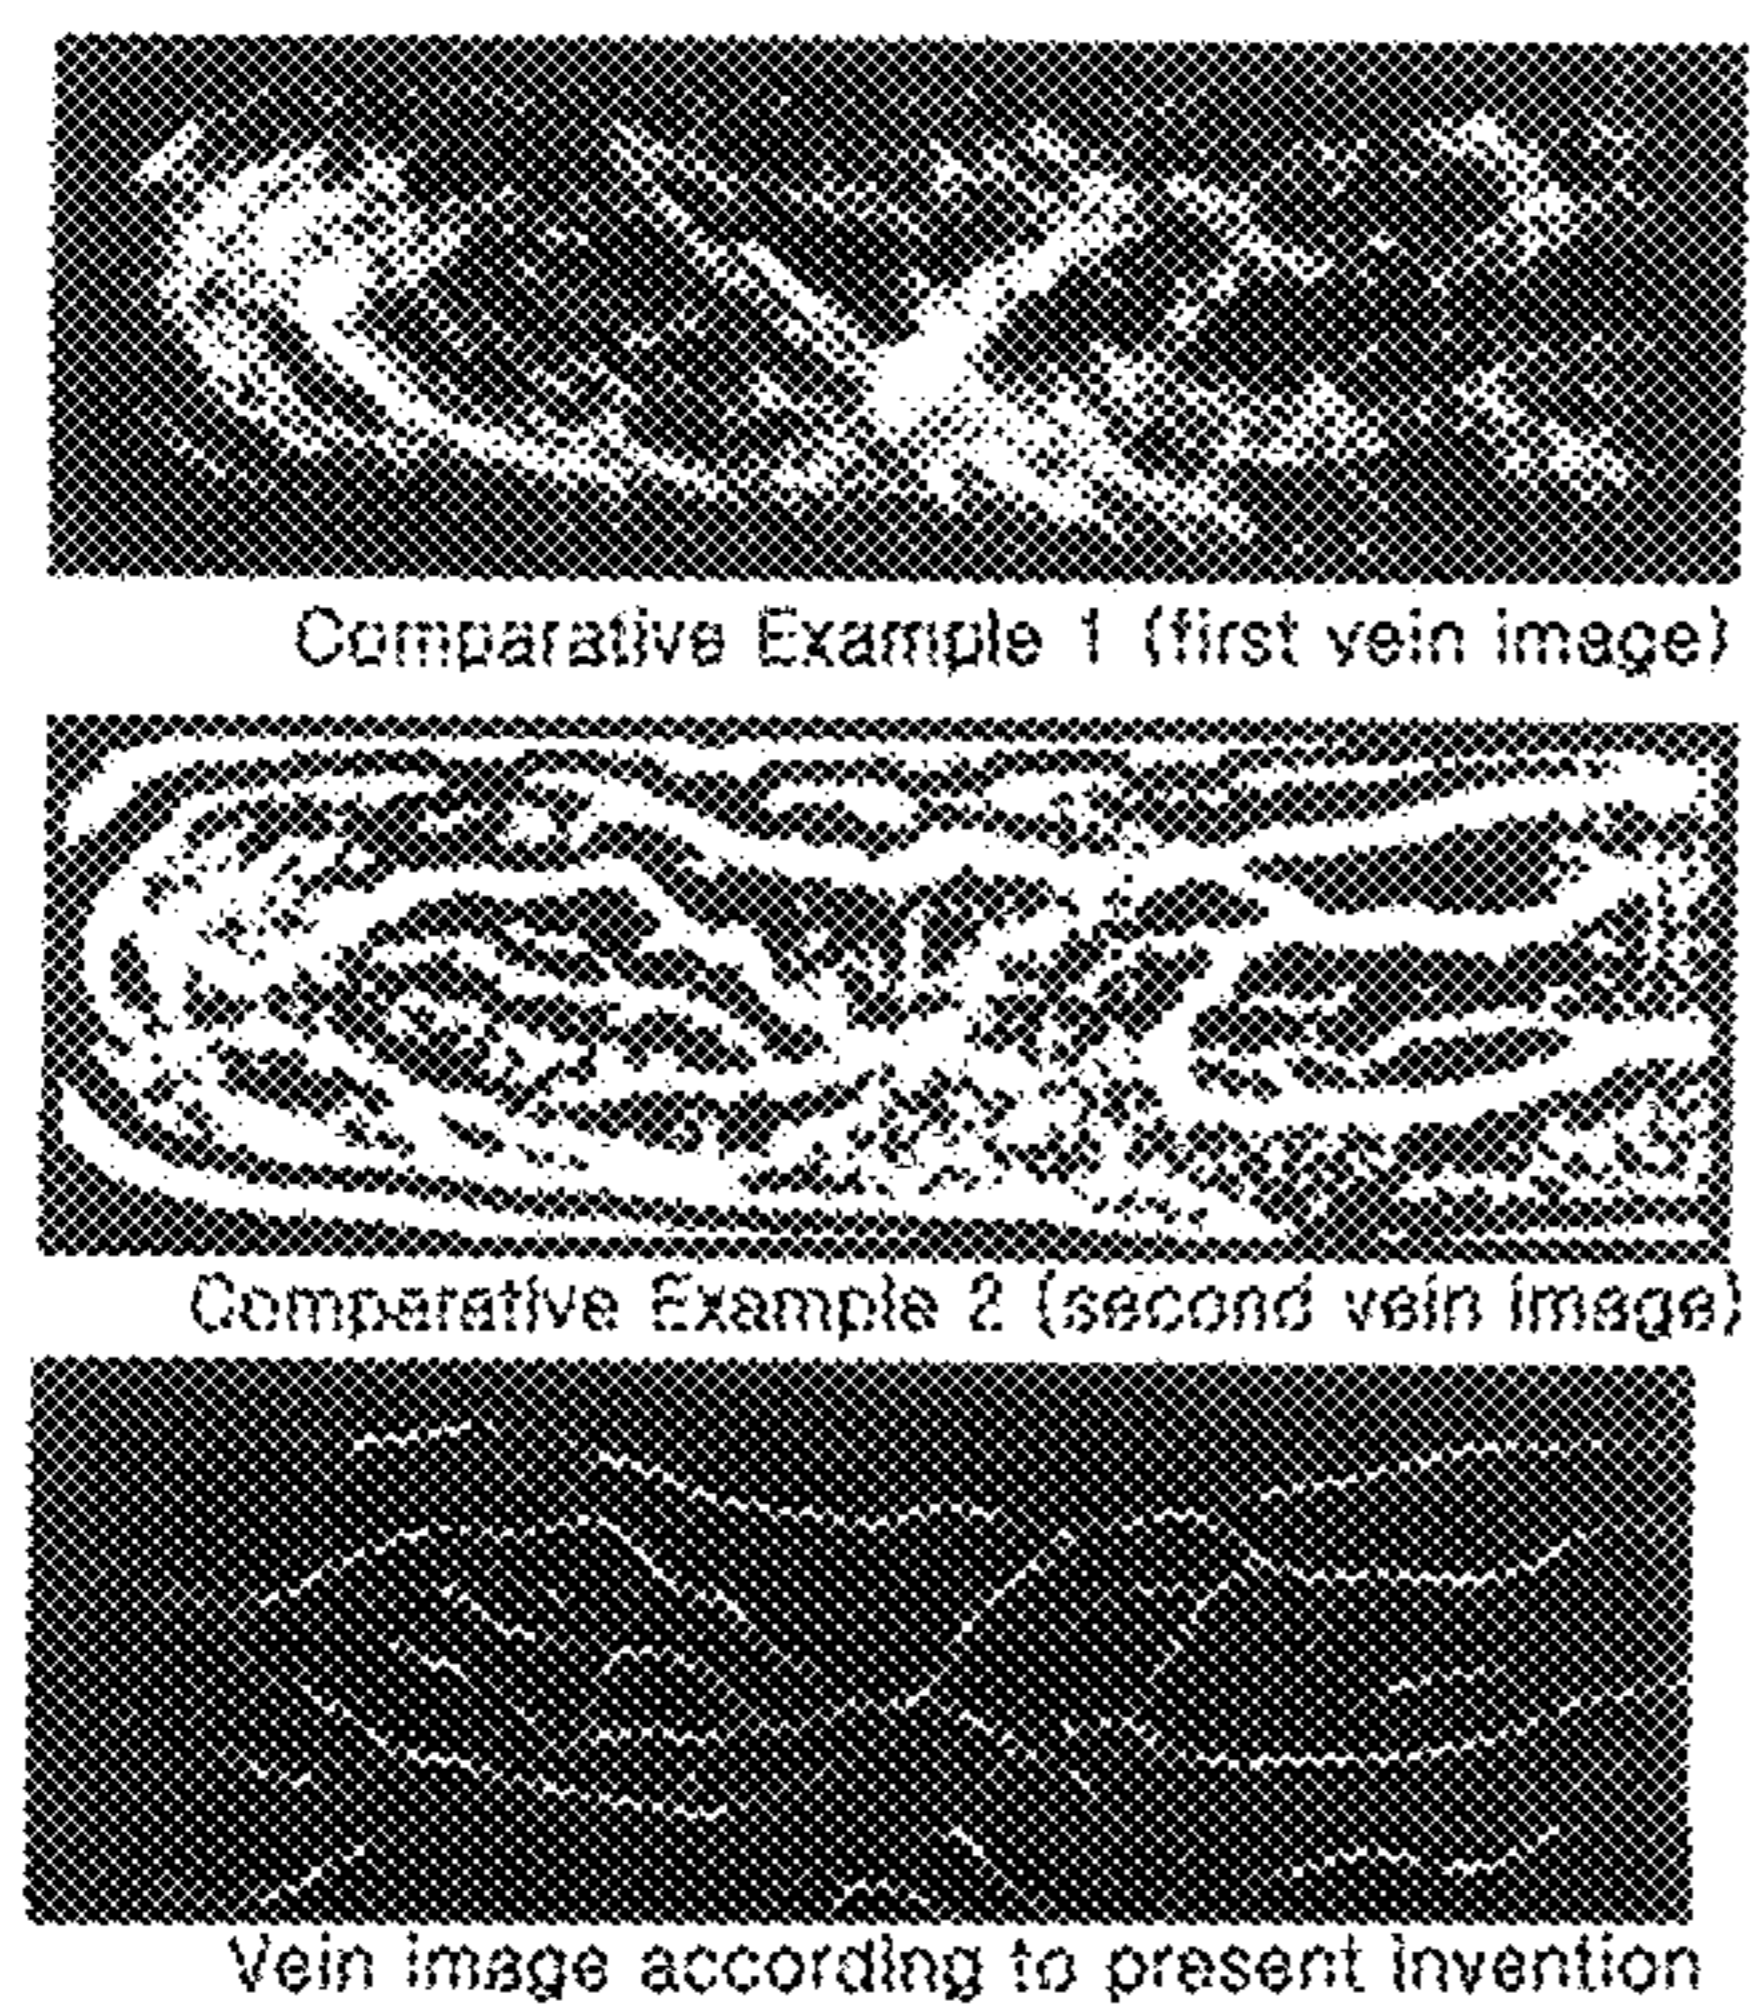 Comparative Example 1 (first vein image)
Comparative Example 2 (second vein image)
Vein image according to present invention